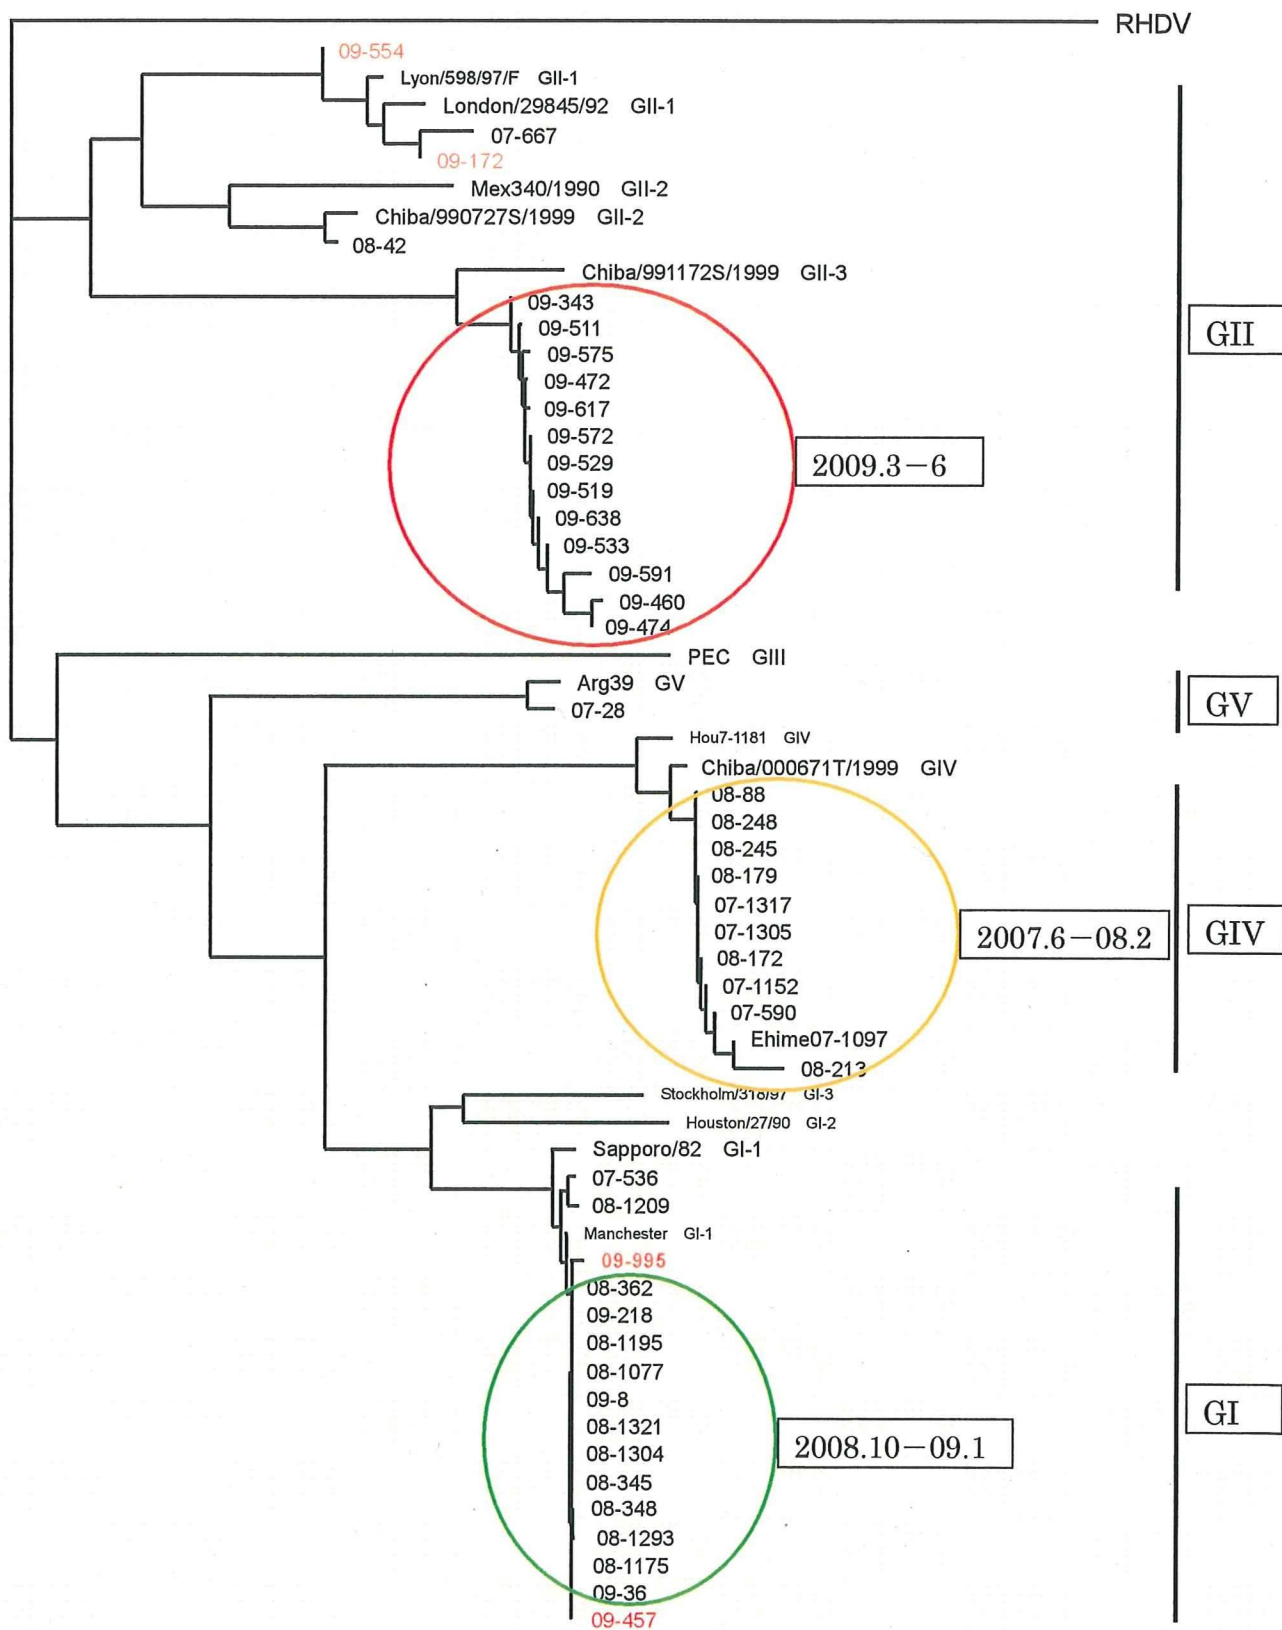 RHDV
09-554
Lyon/598/97/F GII-1
London/29845/92 GII-1
07-667
09-172
Mex340/1990 GII-2
Chiba/990727S/1999 GII-2
08-42
Chiba/991172S/1999 GII-3
09-343
09-511
GII
09-575
09-472
09-617
09-572
09-529
2009.3−6
09-519
09-638
09-533
09-591
09-460
09-474
PEC GIII
Arg39 GV
GV
07-28
Hou7-1181 GIV
Chiba/000671T/1999 GIV
08-88
08-248
08-245
08-179
07-1317
07-1305
2007.6−08.2
GIV
08-172
07-1152
07-590
Ehime07-1097
08-213
Stockholm/318/97 GI-3
Houston/27/90 GI-2
Sapporo/82 GI-1
07-536
08-1209
Manchester GI-1
09-995
08-362
09-218
08-1195
08-1077
09-8
GI
08-1321
08-1304
2008.10−09.1
08-345
08-348
08-1293
08-1175
09-36
09-457